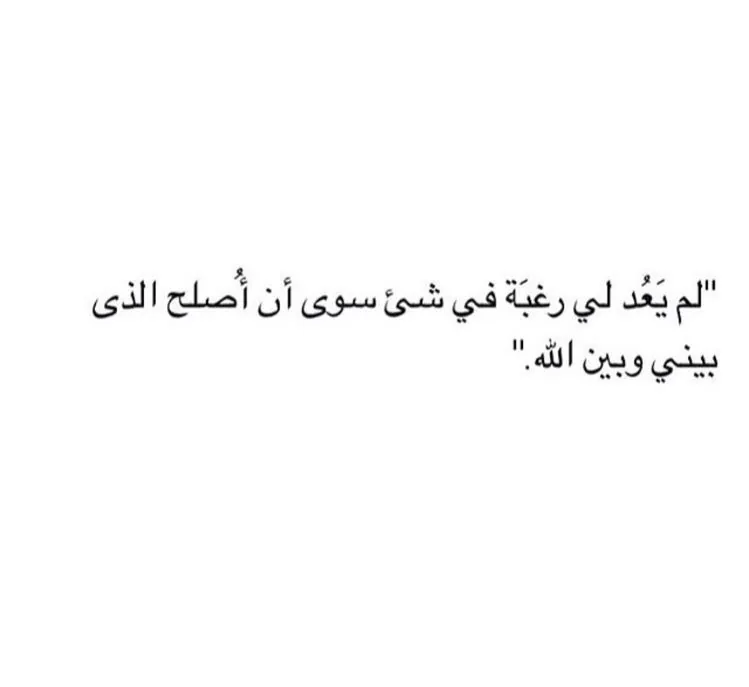 "لم يَعُد لي رغبَة في شئ سوى أن أُصلح الذى
بيني وبين الله."